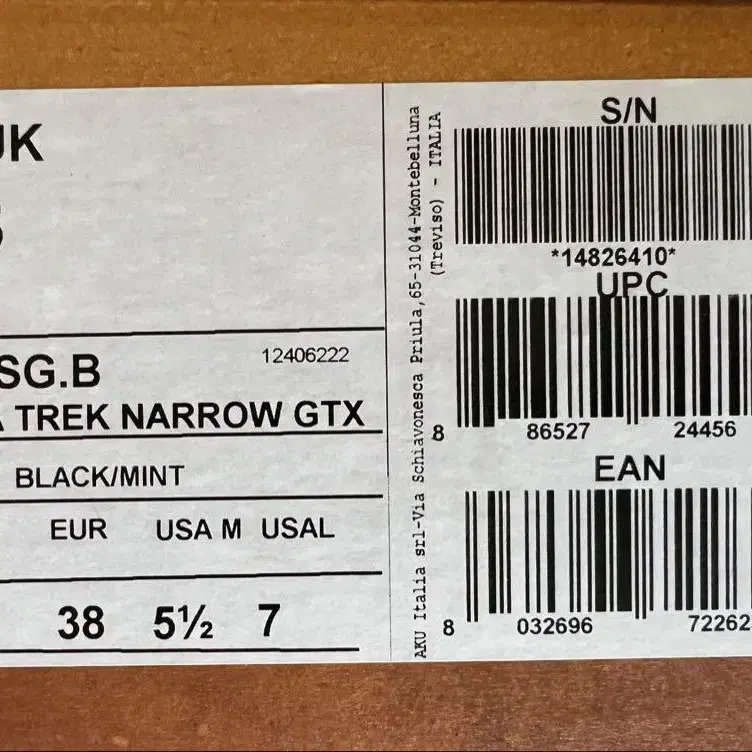 UK
SG.B
12406222
TREK NARROW GTX
BLACK/MINT
EUR USA M USAL
38 5½ 7
AKU Italia srl-Via Schiavonesca Priula,65-31044-Montebelluna
(Treviso) - ITALIA
S/N
*14826410*
UPC
8 86527 24456
EAN
8 032696 72262